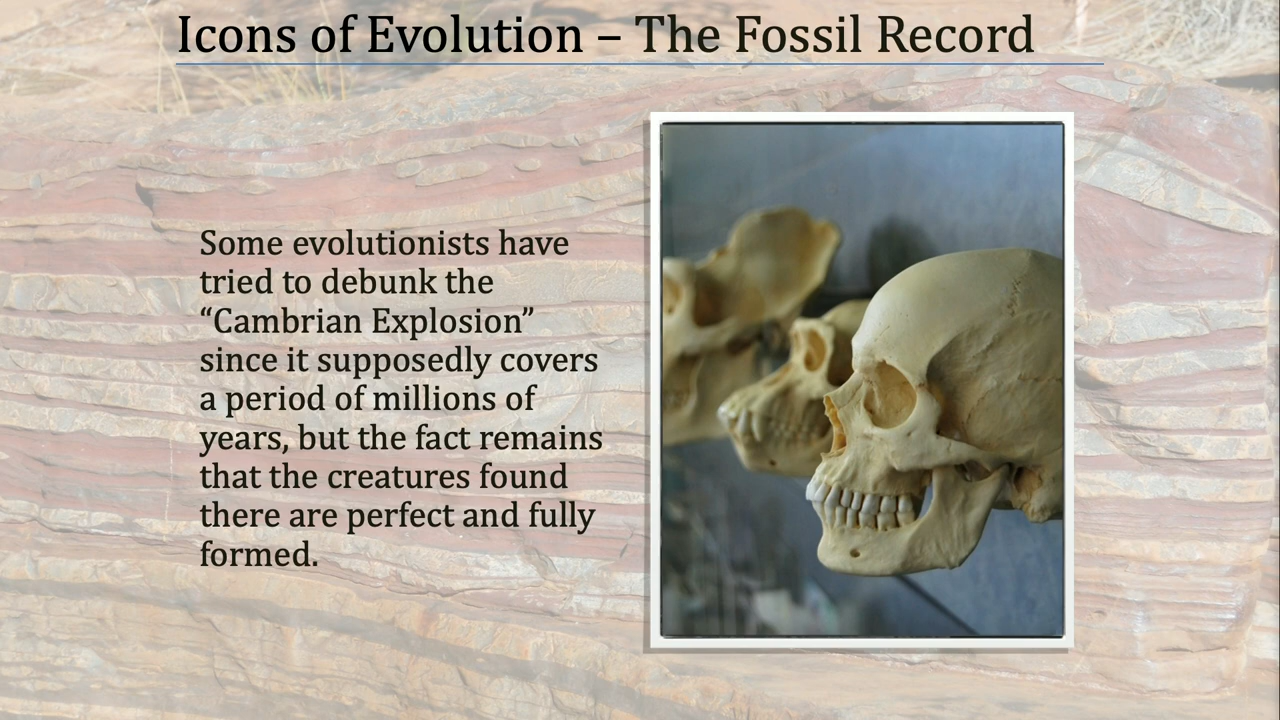 Icons of Evolution – The Fossil Record
Some evolutionists have
tried to debunk the
“Cambrian Explosion”
since it supposedly covers
a period of millions of
years, but the fact remains
that the creatures found
there are perfect and fully
formed.